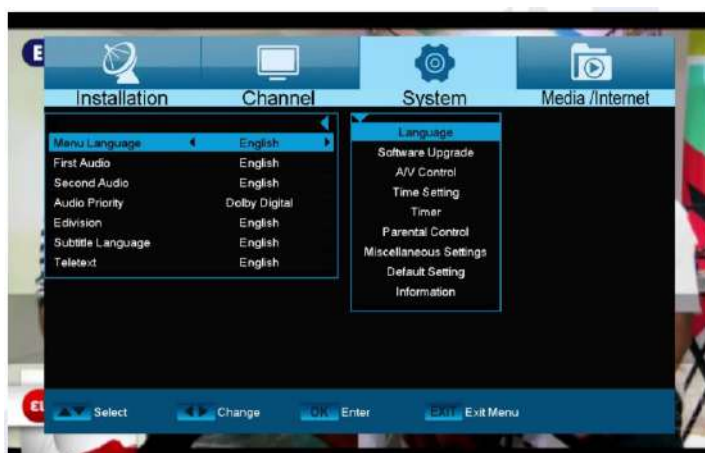 Installation
Channel
System
Media /Internet
Menu Language English
First Audio English
Second Audio English
Audio Priority Dolby Digital
Edivision English
Subtitle Language English
Teletext English
Language
Software Upgrade
A/V Control
Time Setting
Timer
Parental Control
Miscellaneous Settings
Default Setting
Information
Select
Change
OK Enter
EXIT Exit Menu